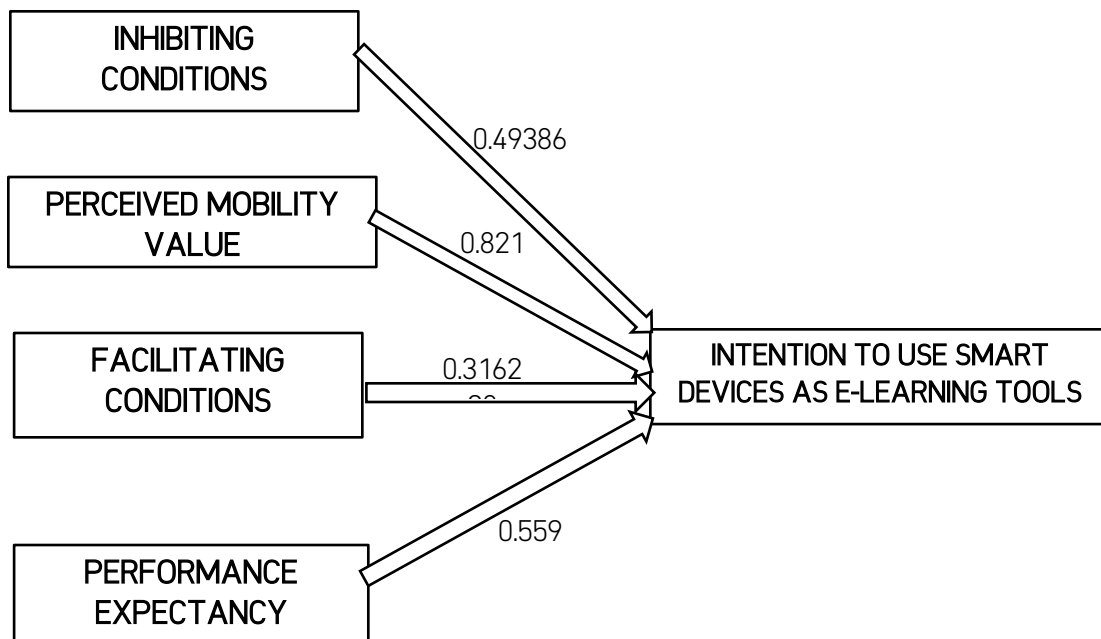 INHIBITING
CONDITIONS
0.49386
PERCEIVED MOBILITY
VALUE
0.821
FACILITATING
CONDITIONS
0.3162
INTENTION TO USE SMART
DEVICES AS E-LEARNING TOOLS
0.559
PERFORMANCE
EXPECTANCY